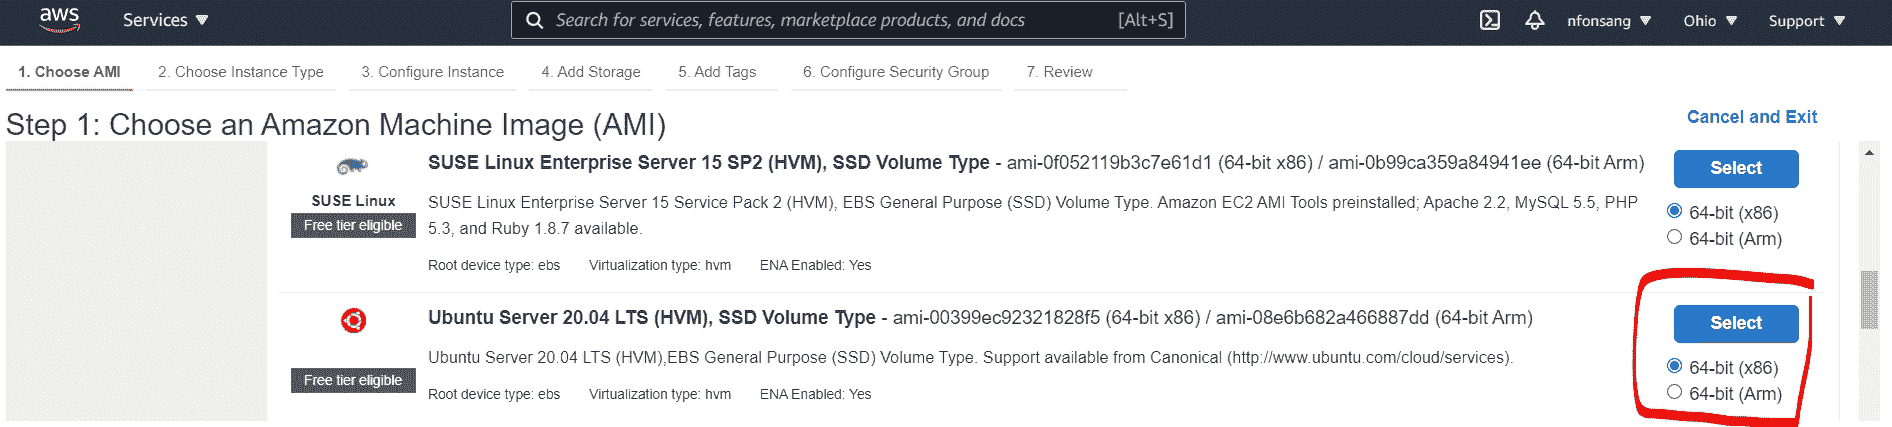 aws Services Search for services, features, marketplace products, and docs [Alt+S] nfonsang Ohio Support
1. Choose AMI 2. Choose Instance Type 3. Configure Instance 4. Add Storage 5. Add Tags 6. Configure Security Group 7. Review
Step 1: Choose an Amazon Machine Image (AMI)
Cancel and Exit
SUSE Linux
Free tier eligible
SUSE Linux Enterprise Server 15 SP2 (HVM), SSD Volume Type - ami-0f052119b3c7e61d1 (64-bit x86) / ami-0b99ca359a84941ee (64-bit Arm)
SUSE Linux Enterprise Server 15 Service Pack 2 (HVM), EBS General Purpose (SSD) Volume Type. Amazon EC2 AMI Tools preinstalled; Apache 2.2, MySQL 5.5, PHP
5.3, and Ruby 1.8.7 available.
Root device type: ebs Virtualization type: hvm ENA Enabled: Yes
Select
64-bit (x86)
64-bit (Arm)
Free tier eligible
Ubuntu Server 20.04 LTS (HVM), SSD Volume Type - ami-00399ec92321828f5 (64-bit x86) / ami-08e6b682a466887dd (64-bit Arm)
Ubuntu Server 20.04 LTS (HVM),EBS General Purpose (SSD) Volume Type. Support available from Canonical (http://www.ubuntu.com/cloud/services).
Root device type: ebs Virtualization type: hvm ENA Enabled: Yes
Select
64-bit (x86)
64-bit (Arm)